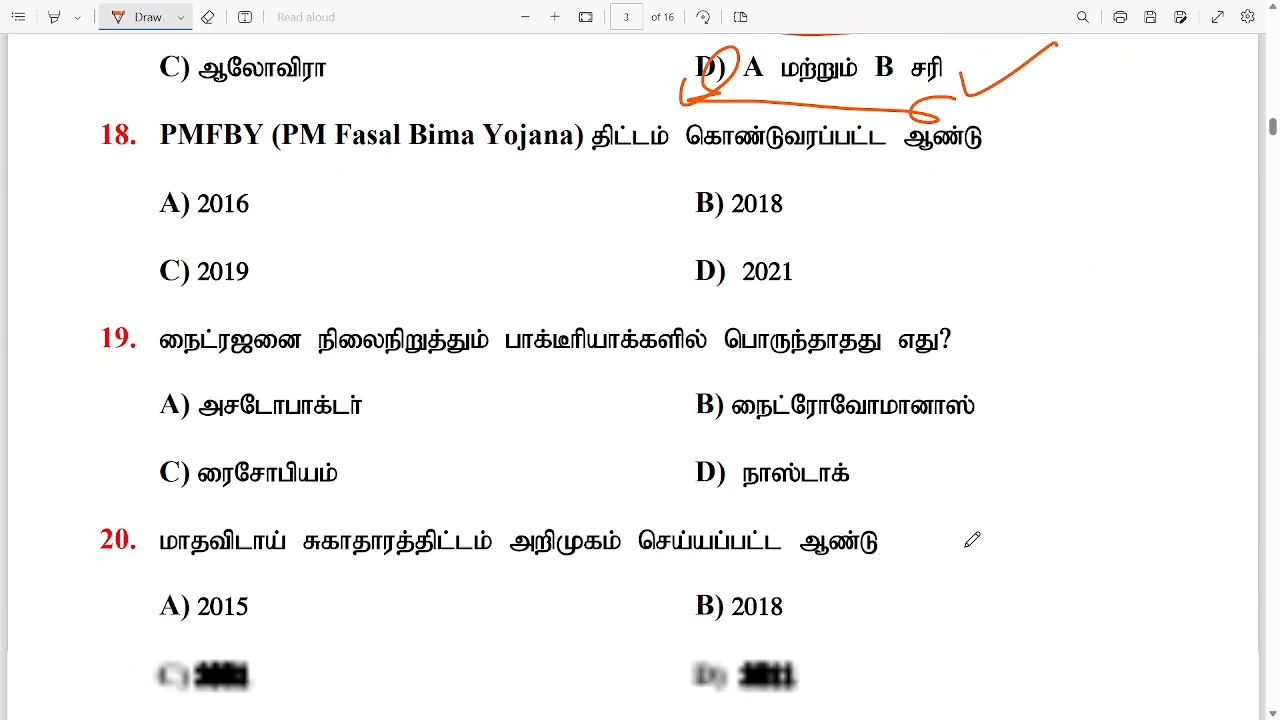 Draw
Read aloud
3 of 16
C) ஆலோவிரா
D) A மற்றும் B சரி
18. PMFBY (PM Fasal Bima Yojana) திட்டம் கொண்டுவரப்பட்ட ஆண்டு
A) 2016
B) 2018
C) 2019
D) 2021
19. நைட்ரஜனை நிலைநிறுத்தும் பாக்டீரியாக்களில் பொருந்தாதது எது?
A) அசடோபாக்டர்
B) நைட்ரோவோமானாஸ்
C) ரைசோபியம்
D) நாஸ்டாக்
20. மாதவிடாய் சுகாதாரத்திட்டம் அறிமுகம் செய்யப்பட்ட ஆண்டு
A) 2015
B) 2018
C)
D)